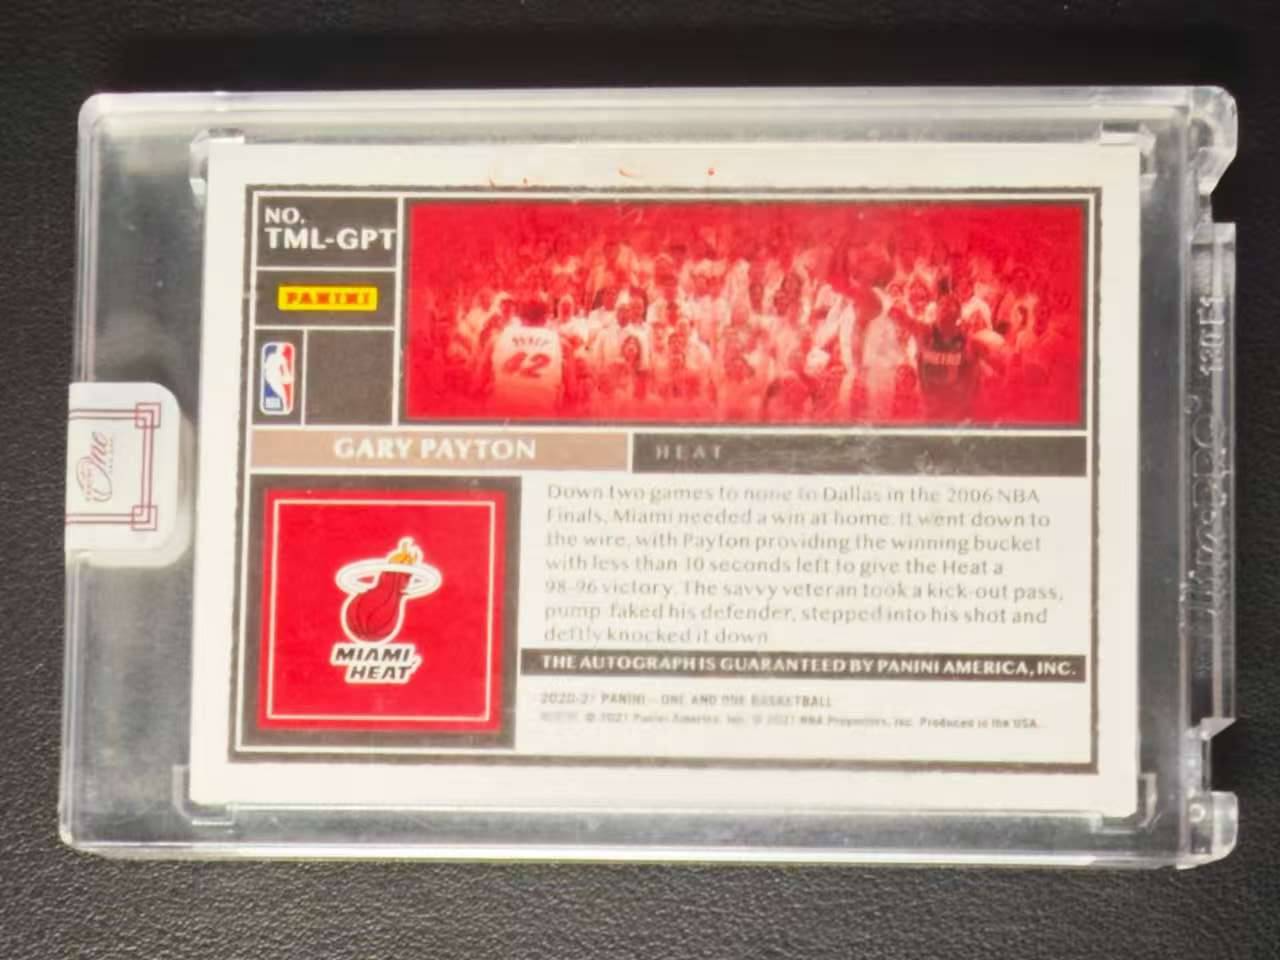 NO.
TML-GPT
PANINI
GARY PAYTON
HEAT
Down two games to none to Dallas in the 2006 NBA
Finals, Miami needed a win at home. It went down to
the wire, with Payton providing the winning bucket
with less than 10 seconds left to give the Heat a
98-96 victory. The savvy veteran took a kick-out pass,
pump-faked his defender, stepped into his shot and
deftly knocked it down.
MIAMI
HEAT
THE AUTOGRAPH IS GUARANTEED BY PANINI AMERICA, INC.
2020-21 PANINI - ONE AND ONE BASKETBALL
© 2021 Panini America, Inc. © 2021 NBA Properties, Inc. Produced in the USA.
One
42
130PT